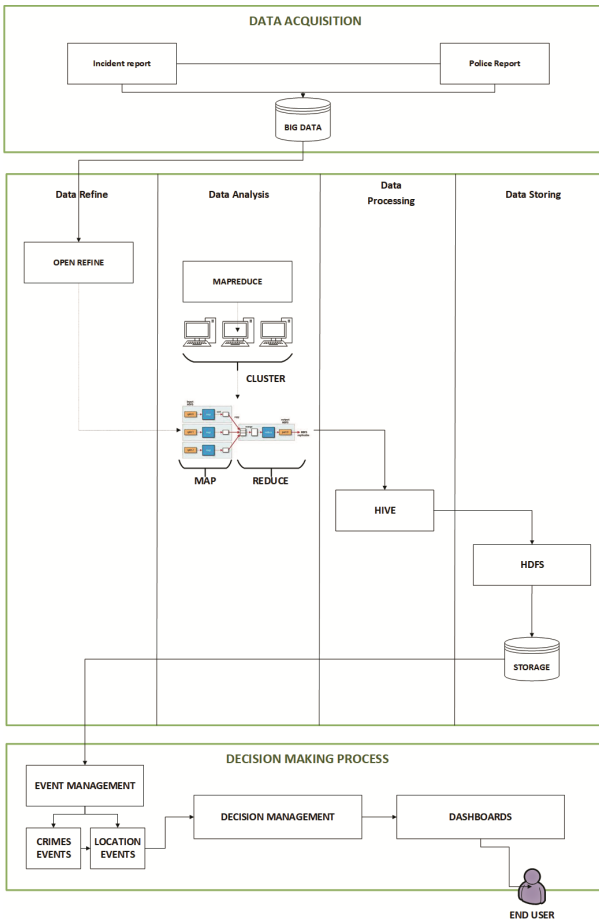 DATA ACQUISITION
Incident report
Police Report
BIG DATA
Data Refine
Data Analysis
Data
Processing
Data Storing
OPEN REFINE
MAPREDUCE
CLUSTER
MAP
REDUCE
HIVE
HDFS
STORAGE
DECISION MAKING PROCESS
EVENT MANAGEMENT
DECISION MANAGEMENT
DASHBOARDS
CRIMES
EVENTS
LOCATION
EVENTS
END USER